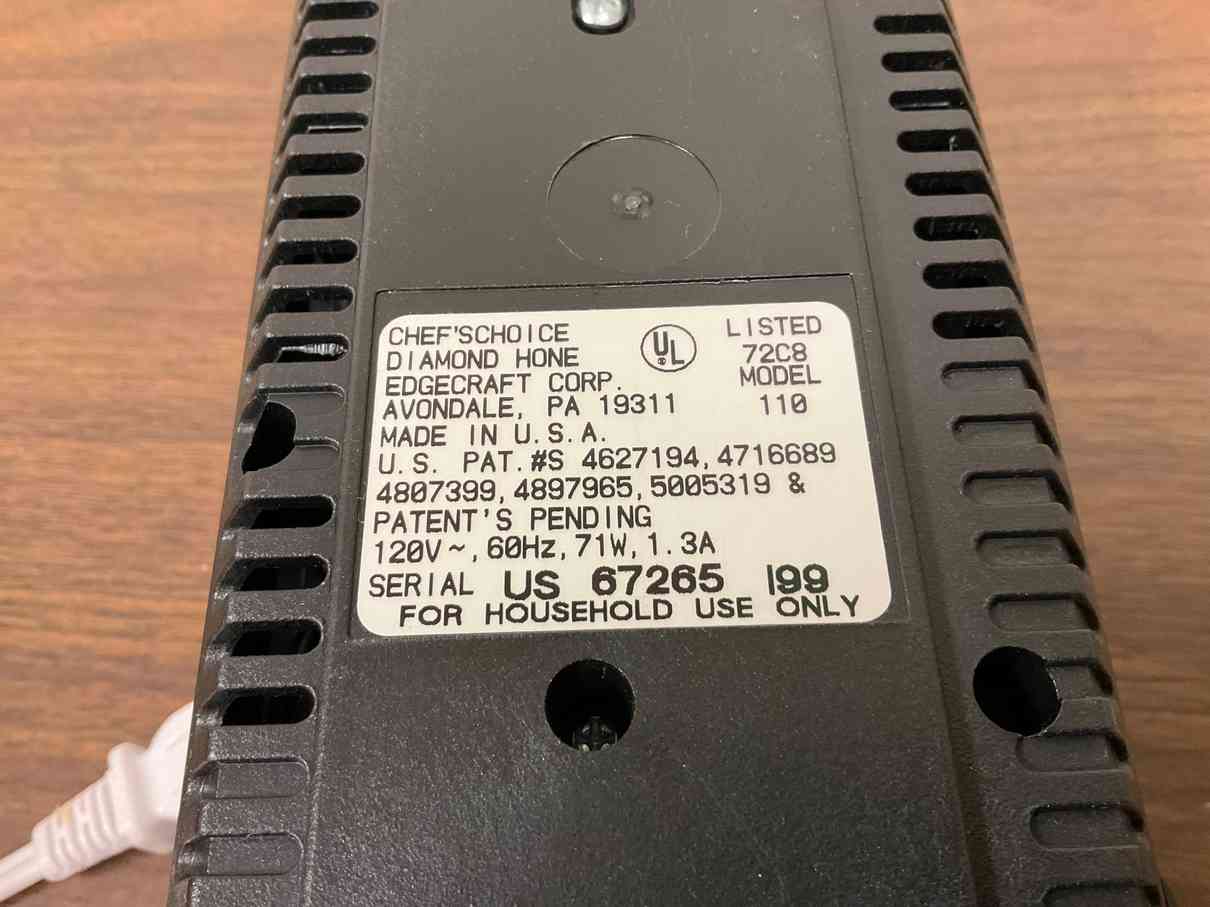 CHEF'SCHOICE
DIAMOND HONE
EDGECRAFT CORP.
AVONDALE, PA 19311
UL
LISTED
72C8
MODEL
110
MADE IN U.S.A.
U.S. PAT.#S 4627194,4716689
4807399,4897965,5005319 &
PATENT'S PENDING
120V~,60Hz,71W,1.3A
SERIAL US 67265 I99
FOR HOUSEHOLD USE ONLY